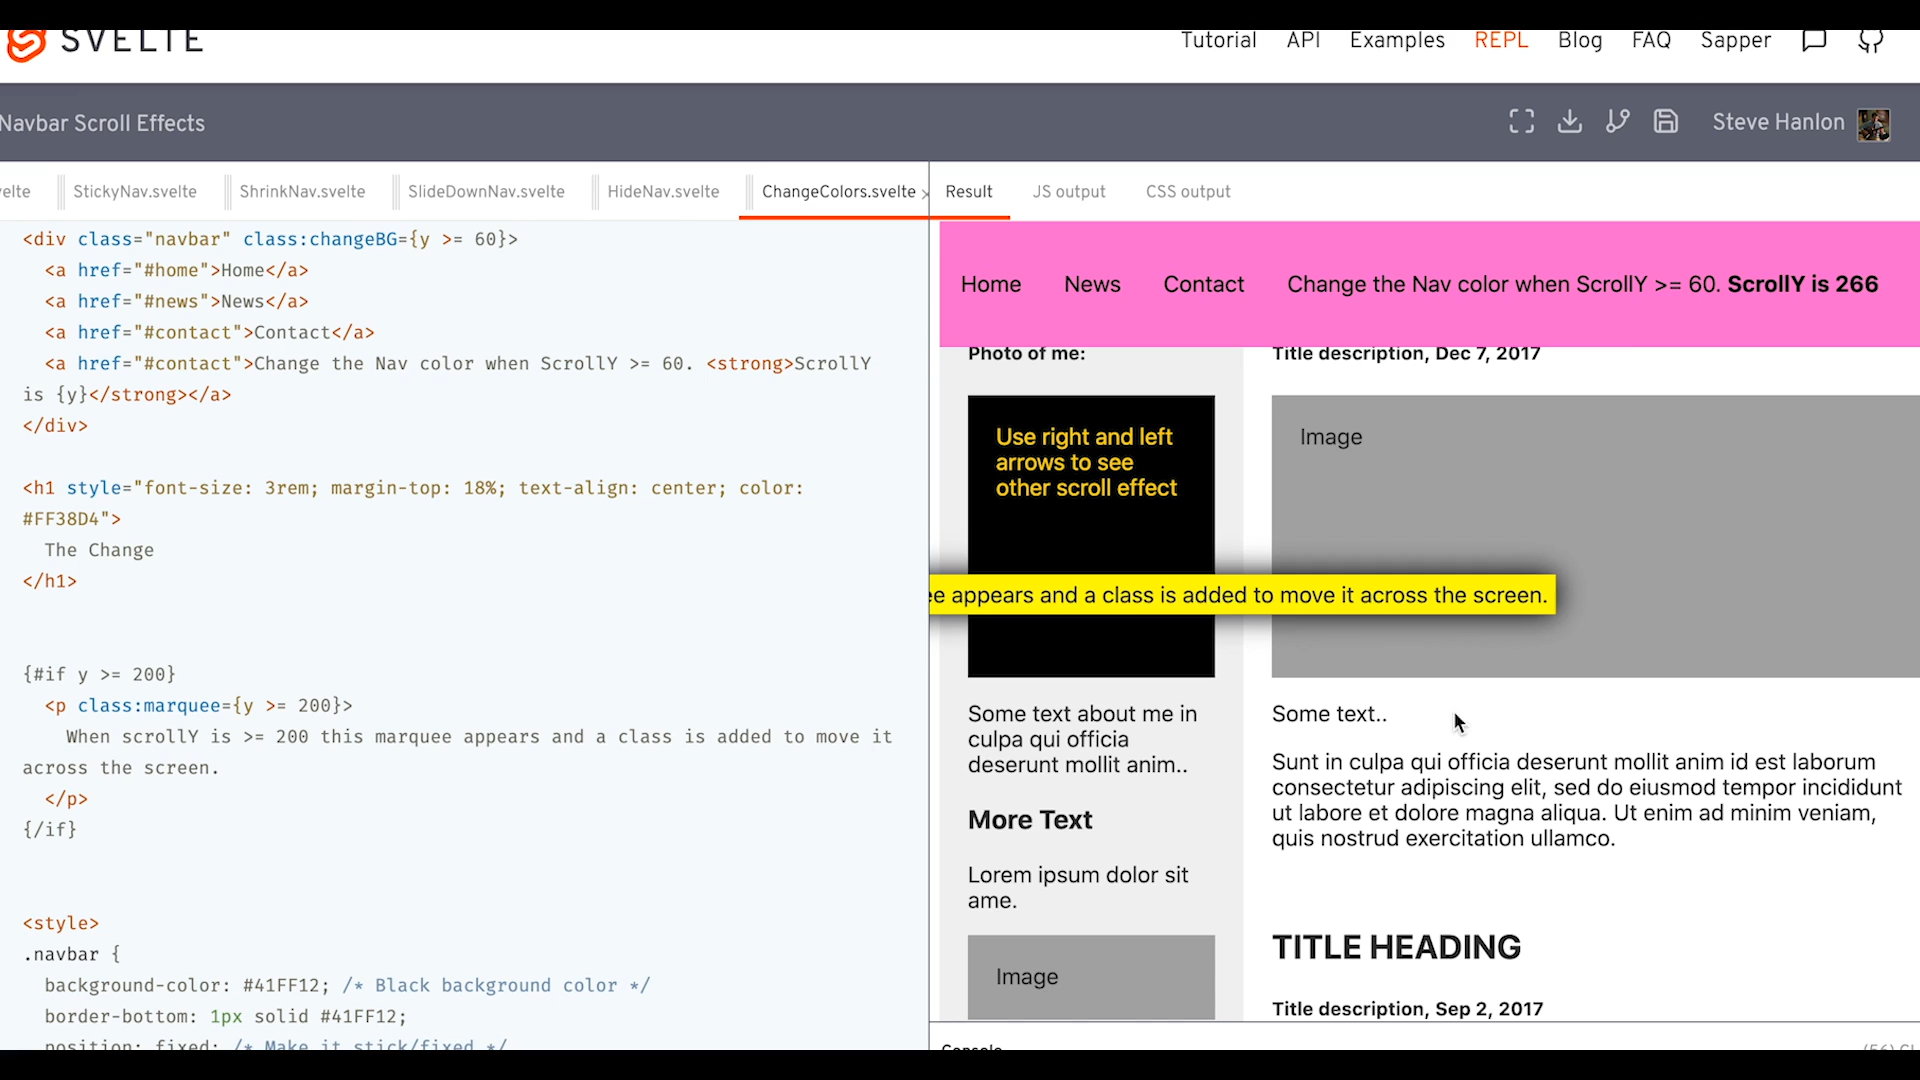 SVELTE
Tutorial API Examples REPL Blog FAQ Sapper
Navbar Scroll Effects
Steve Hanlon
elte StickyNav.svelte ShrinkNav.svelte SlideDownNav.svelte HideNav.svelte ChangeColors.svelte
Result JS output CSS output
<div class="navbar" class:changeBG={y >= 60}>
<a href="#home">Home</a>
<a href="#news">News</a>
<a href="#contact">Contact</a>
<a href="#contact">Change the Nav color when ScrollY >= 60. <strong>ScrollY
is {y}</strong></a>
</div>
<h1 style="font-size: 3rem; margin-top: 18%; text-align: center; color:
#FF38D4">
The Change
</h1>
{#if y >= 200}
<p class:marquee={y >= 200}>
When scrollY is >= 200 this marquee appears and a class is added to move it
across the screen.
</p>
{/if}
<style>
.navbar {
background-color: #41FF12; /* Black background color */
border-bottom: 1px solid #41FF12;
position: fixed; /* Make it stick/fixed */
Home News Contact Change the Nav color when ScrollY >= 60. ScrollY is 266
Photo of me:
Use right and left
arrows to see
other scroll effect
ee appears and a class is added to move it across the screen.
Some text about me in
culpa qui officia
deserunt mollit anim..
More Text
Lorem ipsum dolor sit
ame.
Image
Title description, Dec 7, 2017
Image
Some text..
Sunt in culpa qui officia deserunt mollit anim id est laborum
consectetur adipiscing elit, sed do eiusmod tempor incididunt
ut labore et dolore magna aliqua. Ut enim ad minim veniam,
quis nostrud exercitation ullamco.
TITLE HEADING
Title description, Sep 2, 2017
Console